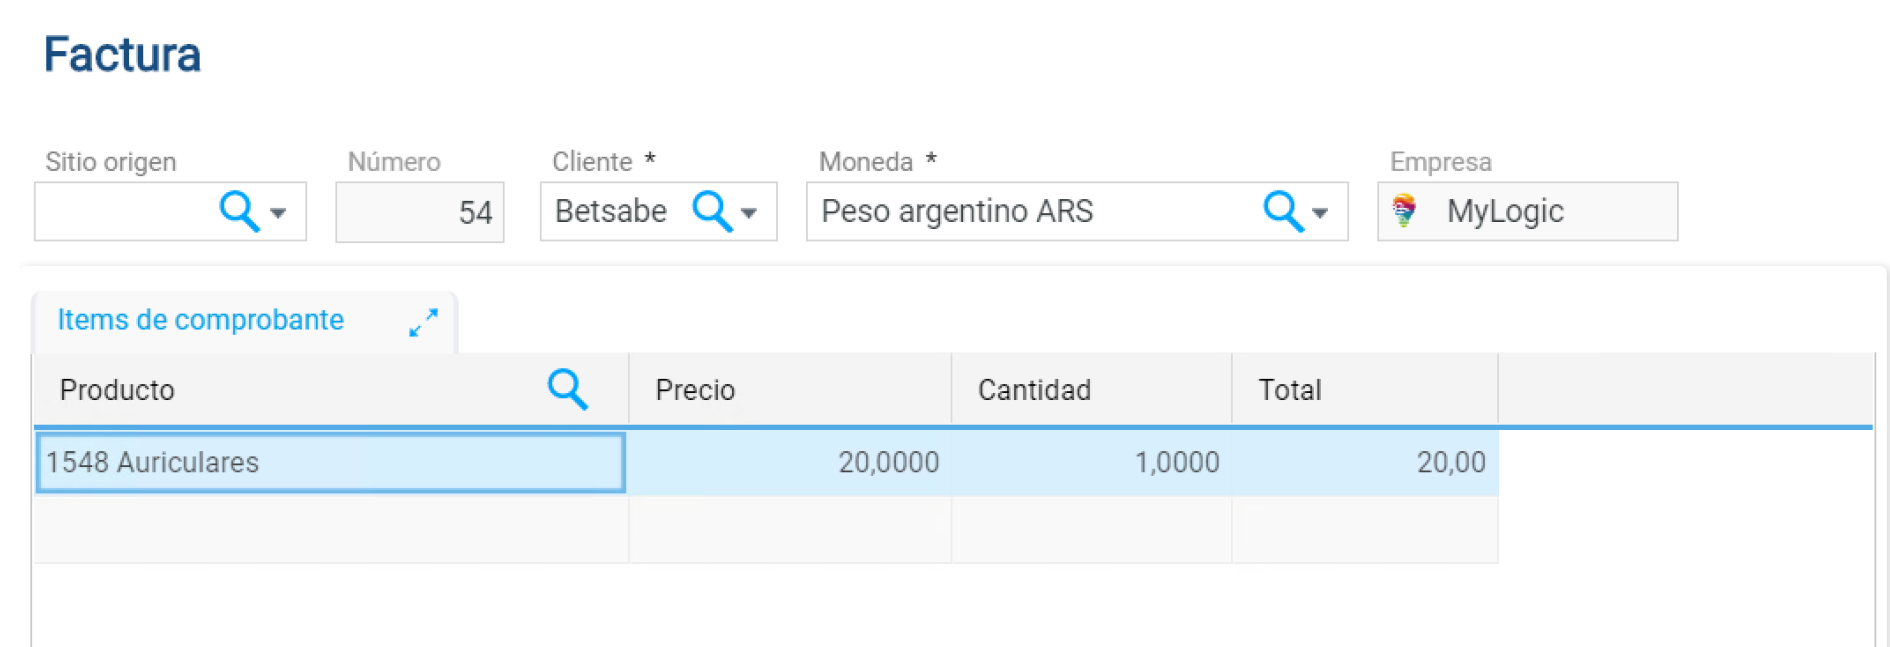 Factura
Sitio origen Número Cliente * Moneda * Empresa
54 Betsabe Peso argentino ARS MyLogic
Items de comprobante
Producto Precio Cantidad Total
1548 Auriculares 20,0000 1,0000 20,00